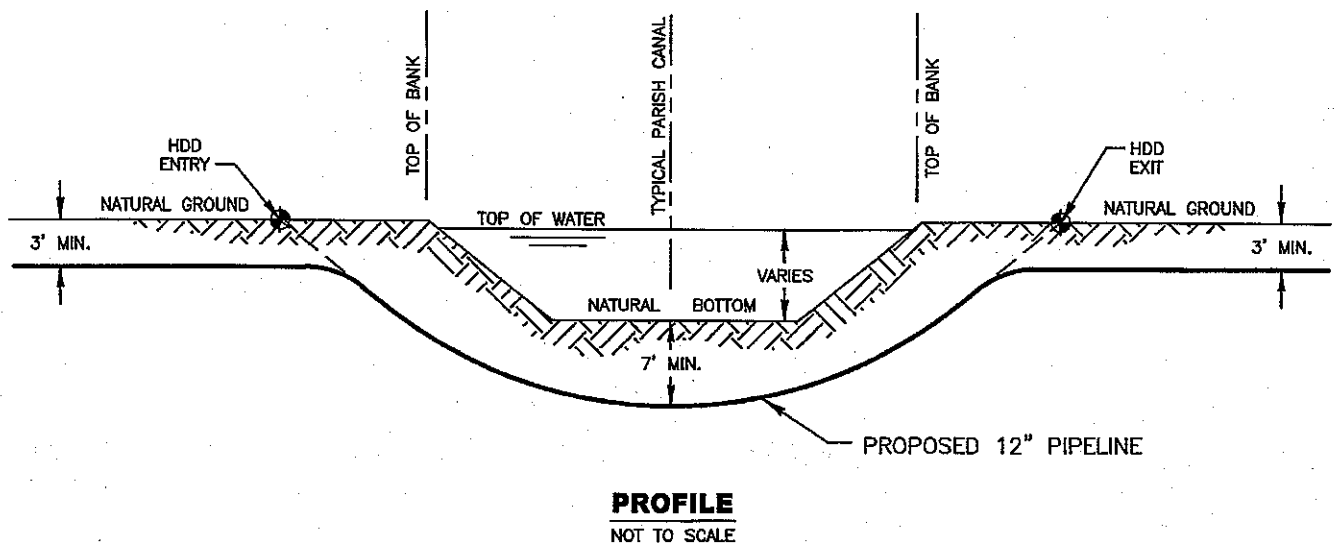 TOP OF BANK
TYPICAL PARISH CANAL
TOP OF BANK
HDD
ENTRY
HDD
EXIT
NATURAL GROUND
TOP OF WATER
NATURAL GROUND
3' MIN.
VARIES
3' MIN.
NATURAL BOTTOM
7' MIN.
PROPOSED 12" PIPELINE
PROFILE
NOT TO SCALE